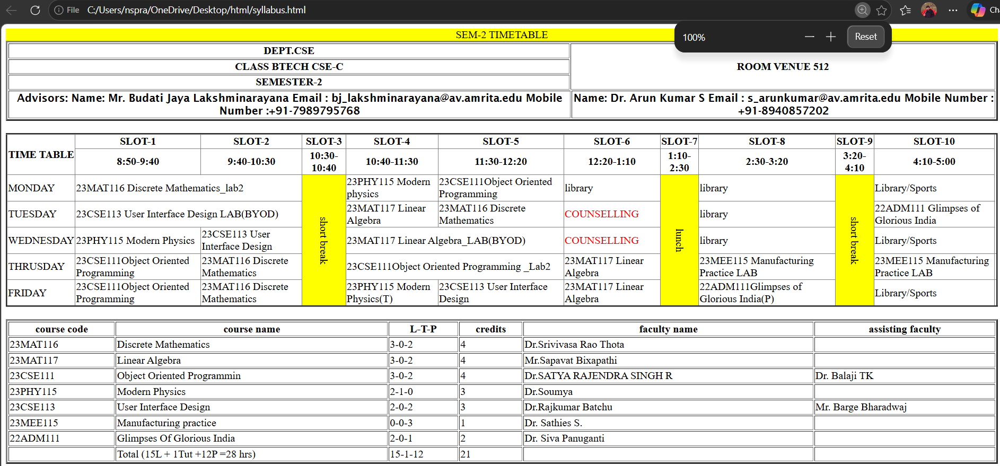 File C:/Users/nspra/OneDrive/Desktop/html/syllabus.html
100% Reset
SEM-2 TIMETABLE
DEPT.CSE
CLASS BTECH CSE-C
SEMESTER-2
ROOM VENUE 512
Advisors: Name: Mr. Budati Jaya Lakshminarayana Email : bj_lakshminarayana@av.amrita.edu Mobile
Number :+91-7989795768
Name: Dr. Arun Kumar S Email : s_arunkumar@av.amrita.edu Mobile Number :
+91-8940857202
TIME TABLE SLOT-1 SLOT-2 SLOT-3 SLOT-4 SLOT-5 SLOT-6 SLOT-7 SLOT-8 SLOT-9 SLOT-10
8:50-9:40 9:40-10:30 10:30-10:40 10:40-11:30 11:30-12:20 12:20-1:10 1:10-2:30 2:30-3:20 3:20-4:10 4:10-5:00
MONDAY 23MAT116 Discrete Mathematics_lab2 short break 23PHY115 Modern physics 23CSE111Object Oriented Programming library lunch library short break Library/Sports
TUESDAY 23CSE113 User Interface Design LAB(BYOD) 23MAT117 Linear Algebra 23MAT116 Discrete Mathematics COUNSELLING library 22ADM111 Glimpses of Glorious India
WEDNESDAY 23PHY115 Modern Physics 23CSE113 User Interface Design 23MAT117 Linear Algebra_LAB(BYOD) COUNSELLING library Library/Sports
THRUSDAY 23CSE111Object Oriented Programming 23MAT116 Discrete Mathematics 23CSE111Object Oriented Programming _Lab2 23MAT117 Linear Algebra 23MEE115 Manufacturing Practice LAB 23MEE115 Manufacturing Practice LAB
FRIDAY 23CSE111Object Oriented Programming 23MAT116 Discrete Mathematics 23PHY115 Modern Physics(T) 23CSE113 User Interface Design 23MAT117 Linear Algebra 22ADM111Glimpses of Glorious India(P) Library/Sports
course code course name L-T-P credits faculty name assisting faculty
23MAT116 Discrete Mathematics 3-0-2 4 Dr.Srivivasa Rao Thota
23MAT117 Linear Algebra 3-0-2 4 Mr.Sapavat Bixapathi
23CSE111 Object Oriented Programmin 3-0-2 4 Dr.SATYA RAJENDRA SINGH R Dr. Balaji TK
23PHY115 Modern Physics 2-1-0 3 Dr.Soumya
23CSE113 User Interface Design 2-0-2 3 Dr.Rajkumar Batchu Mr. Barge Bharadwaj
23MEE115 Manufacturing practice 0-0-3 1 Dr. Sathies S.
22ADM111 Glimpses Of Glorious India 2-0-1 2 Dr. Siva Panuganti
Total (15L + 1Tut +12P =28 hrs) 15-1-12 21